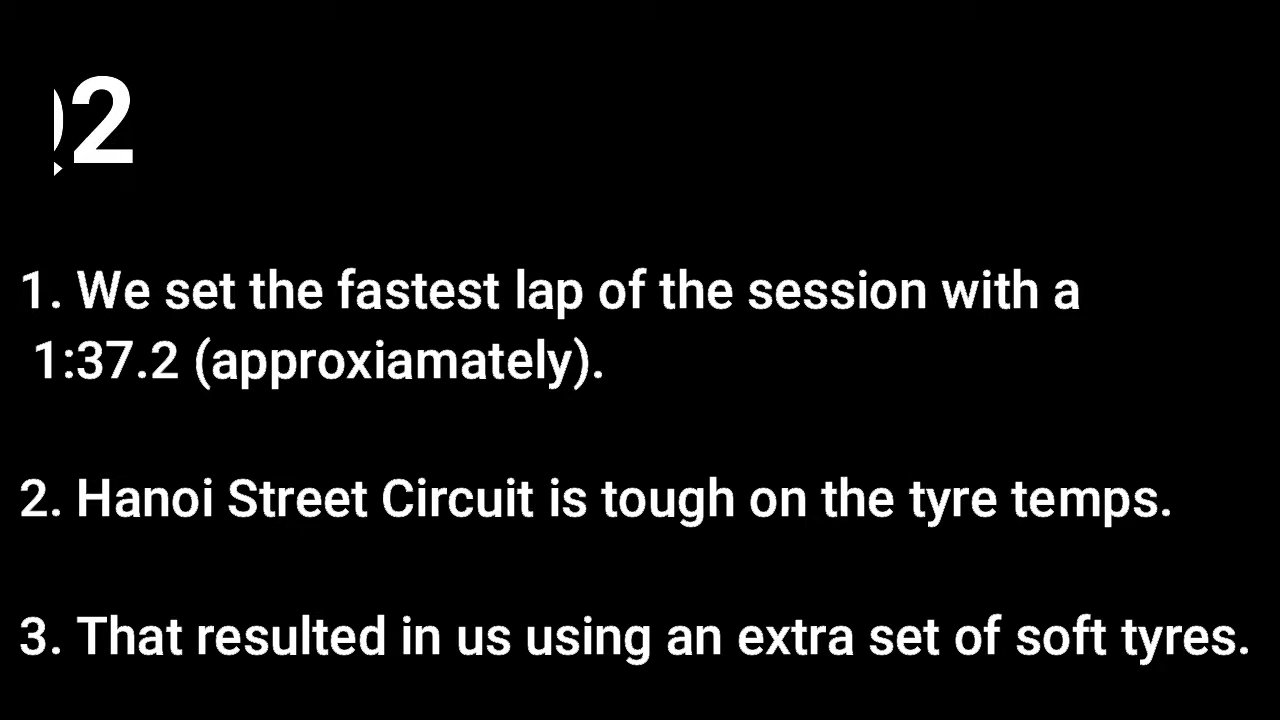 Q2
1. We set the fastest lap of the session with a
1:37.2 (approxiamately).
2. Hanoi Street Circuit is tough on the tyre temps.
3. That resulted in us using an extra set of soft tyres.